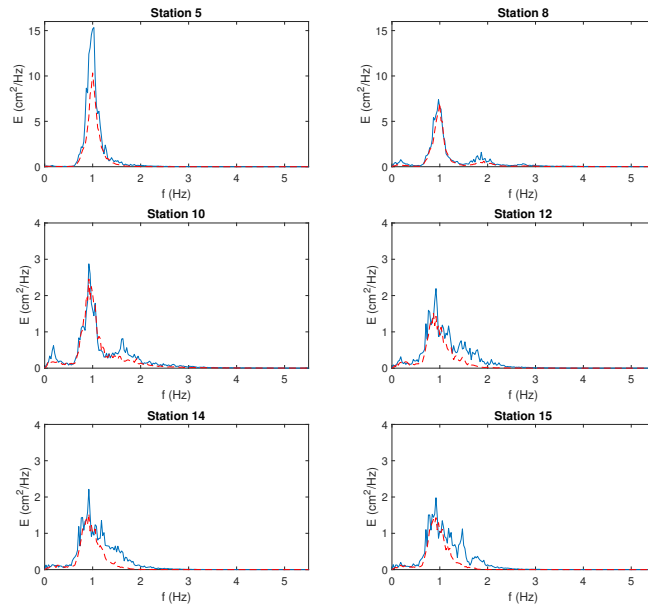 Station 5
15
10
5
0
E (cm²/Hz)
0 1 2 3 4 5
f (Hz)
Station 8
15
10
5
0
E (cm²/Hz)
0 1 2 3 4 5
f (Hz)
Station 10
4
3
2
1
0
E (cm²/Hz)
0 1 2 3 4 5
f (Hz)
Station 12
4
3
2
1
0
E (cm²/Hz)
0 1 2 3 4 5
f (Hz)
Station 14
4
3
2
1
0
E (cm²/Hz)
0 1 2 3 4 5
f (Hz)
Station 15
4
3
2
1
0
E (cm²/Hz)
0 1 2 3 4 5
f (Hz)